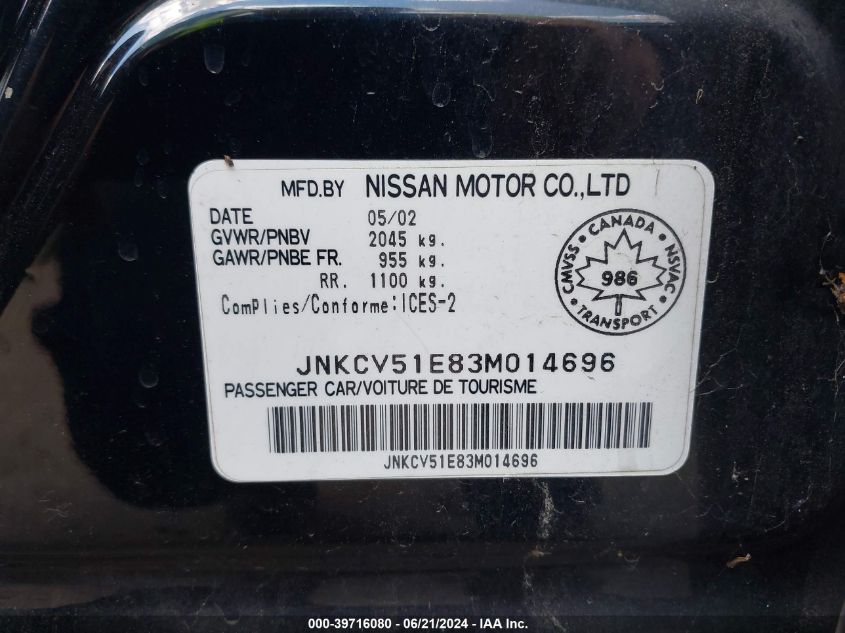 MFD.BY NISSAN MOTOR CO.,LTD
DATE 05/02
GVWR/PNBV 2045 kg.
GAWR/PNBE FR. 955 kg.
RR. 1100 kg.
ComPlies/Conforme:ICES-2
CANADA
CMVSS • NSVAC
986
TRANSPORT
JNKCV51E83M014696
PASSENGER CAR/VOITURE DE TOURISME
JNKCV51E83M014696
000-39716080 - 06/21/2024 - IAA Inc.